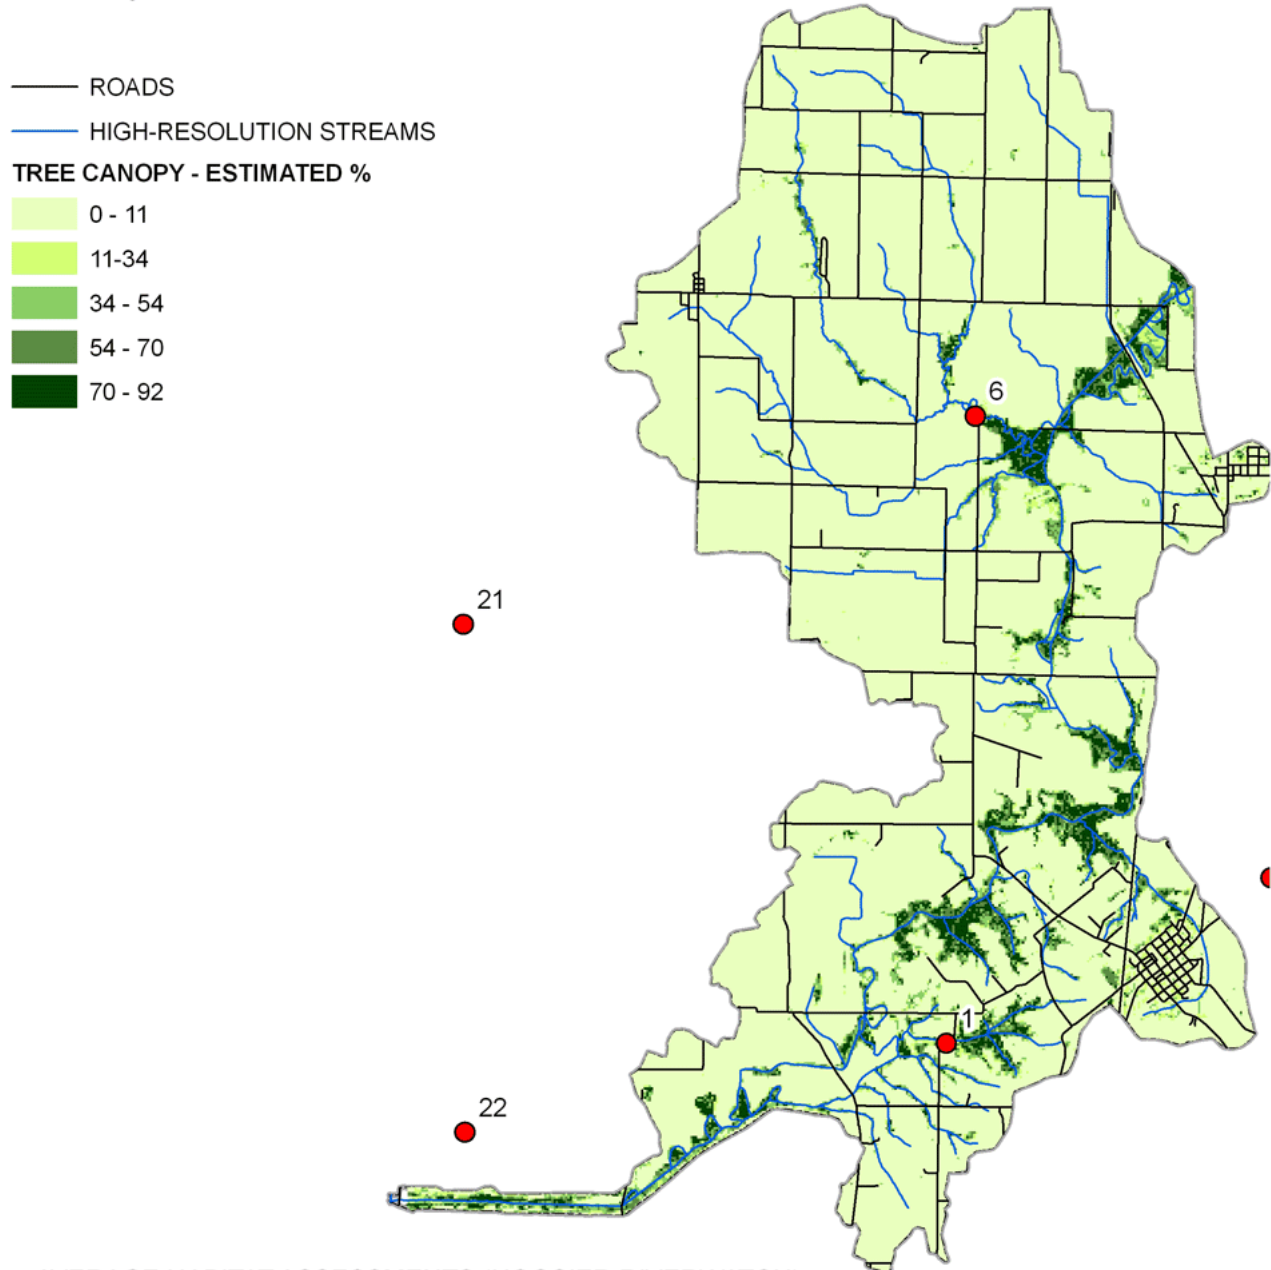 ROADS
HIGH-RESOLUTION STREAMS
TREE CANOPY - ESTIMATED %
0 - 11
11-34
34 - 54
54 - 70
70 - 92
6
21
1
22